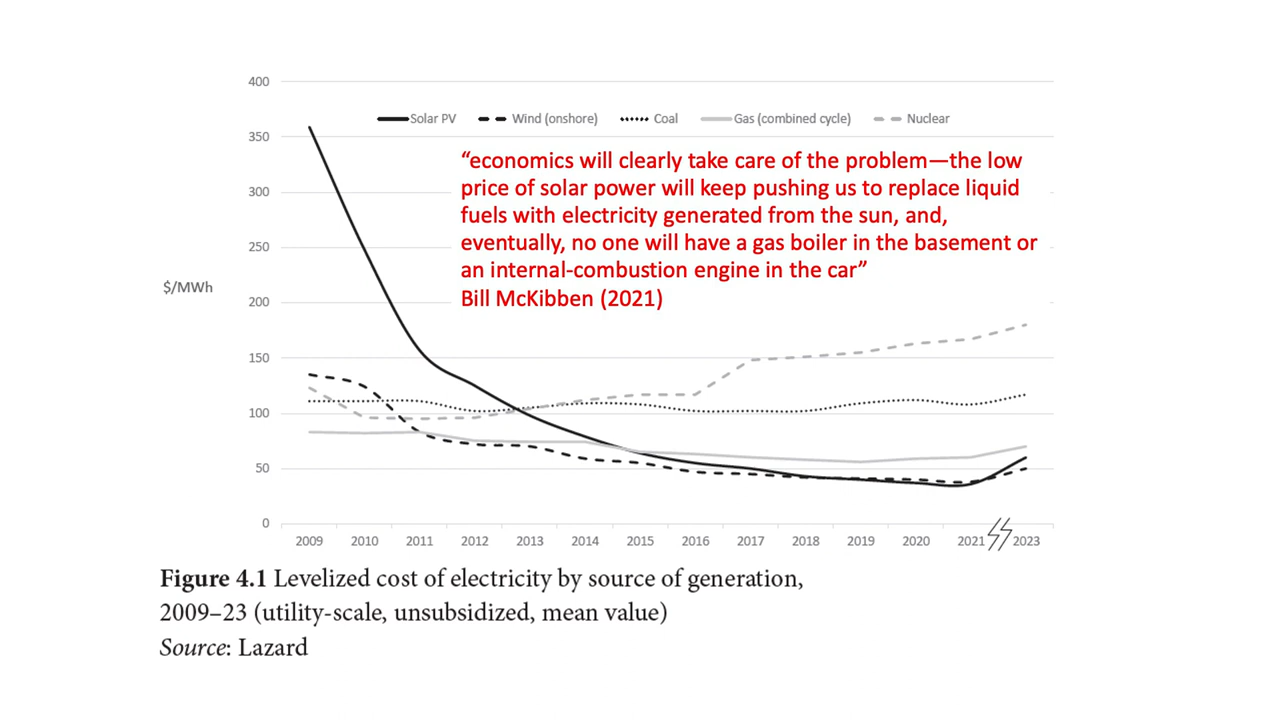 400
Solar PV Wind (onshore) Coal Gas (combined cycle) Nuclear
350
“economics will clearly take care of the problem—the low
price of solar power will keep pushing us to replace liquid
fuels with electricity generated from the sun, and,
eventually, no one will have a gas boiler in the basement or
an internal-combustion engine in the car”
Bill McKibben (2021)
300
250
$/MWh
200
150
100
50
0
2009 2010 2011 2012 2013 2014 2015 2016 2017 2018 2019 2020 2021 2023
Figure 4.1 Levelized cost of electricity by source of generation,
2009–23 (utility-scale, unsubsidized, mean value)
Source: Lazard